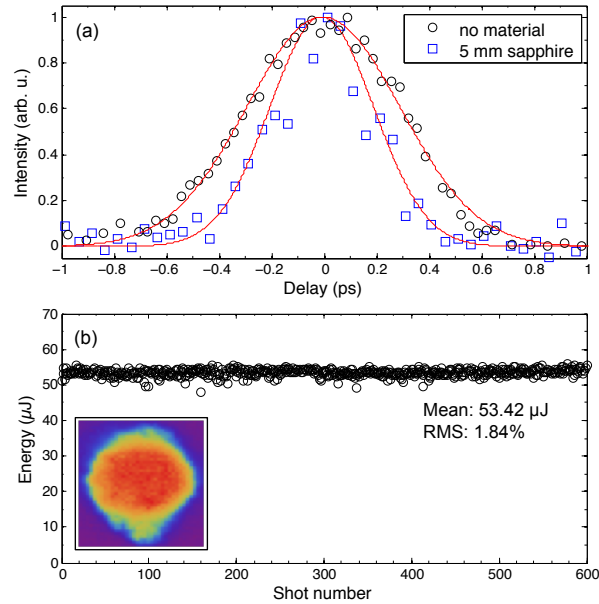 (a)
no material
5 mm sapphire
Intensity (arb. u.)
1
0.8
0.6
0.4
0.2
0
−1 −0.8 −0.6 −0.4 −0.2 0 0.2 0.4 0.6 0.8 1
Delay (ps)
(b)
Energy (µJ)
70
60
50
40
30
20
10
0
Mean: 53.42 µJ
RMS: 1.84%
0 100 200 300 400 500 600
Shot number